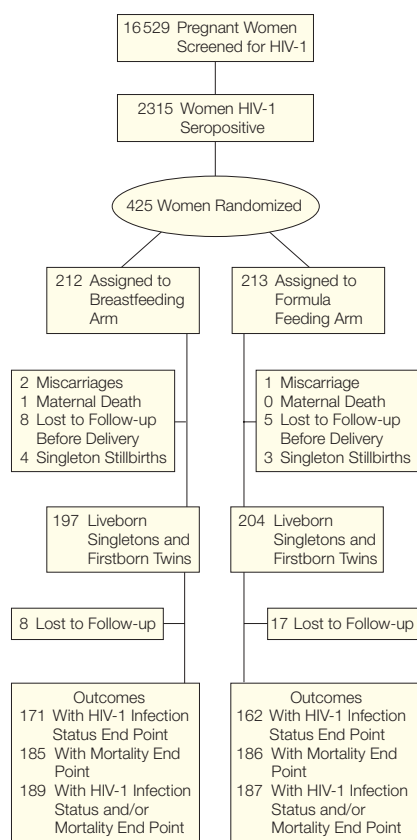 16529 Pregnant Women
Screened for HIV-1
2315 Women HIV-1
Seropositive
425 Women Randomized
212 Assigned to
Breastfeeding
Arm
213 Assigned to
Formula
Feeding Arm
2 Miscarriages
1 Maternal Death
8 Lost to Follow-up
Before Delivery
4 Singleton Stillbirths
1 Miscarriage
0 Maternal Death
5 Lost to Follow-up
Before Delivery
3 Singleton Stillbirths
197 Liveborn
Singletons and
Firstborn Twins
204 Liveborn
Singletons and
Firstborn Twins
8 Lost to Follow-up
17 Lost to Follow-up
Outcomes
171 With HIV-1 Infection
Status End Point
185 With Mortality End
Point
189 With HIV-1 Infection
Status and/or
Mortality End Point
Outcomes
162 With HIV-1 Infection
Status End Point
186 With Mortality End
Point
187 With HIV-1 Infection
Status and/or
Mortality End Point